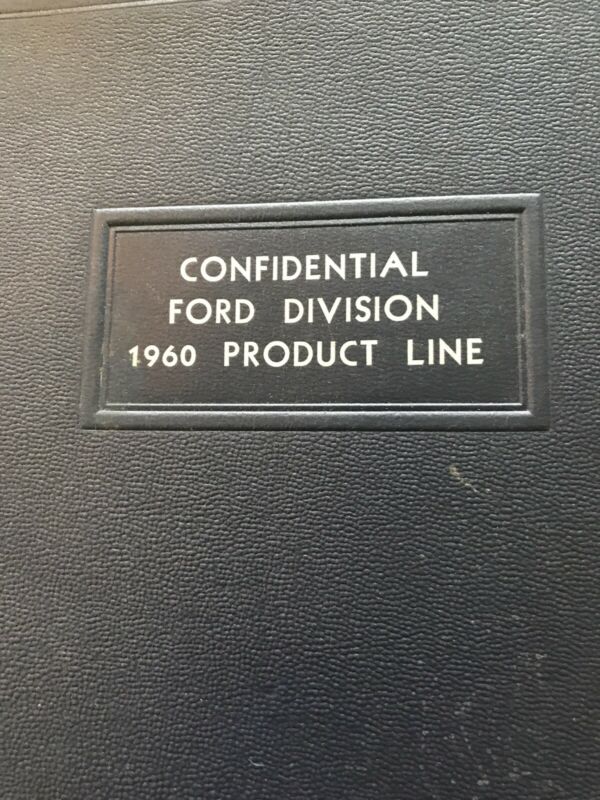 CONFIDENTIAL
FORD DIVISION
1960 PRODUCT LINE